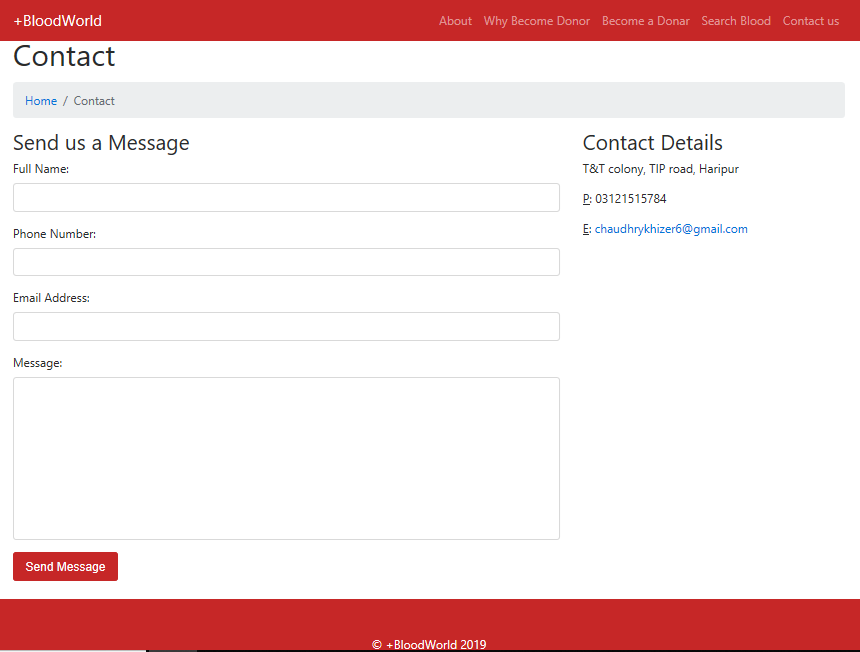 +BloodWorld About Why Become Donor Become a Donar Search Blood Contact us
Contact
Home / Contact
Send us a Message
Full Name:
Phone Number:
Email Address:
Message:
Send Message
Contact Details
T&T colony, TIP road, Haripur
P: 03121515784
E: chaudhrykhizer6@gmail.com
© +BloodWorld 2019